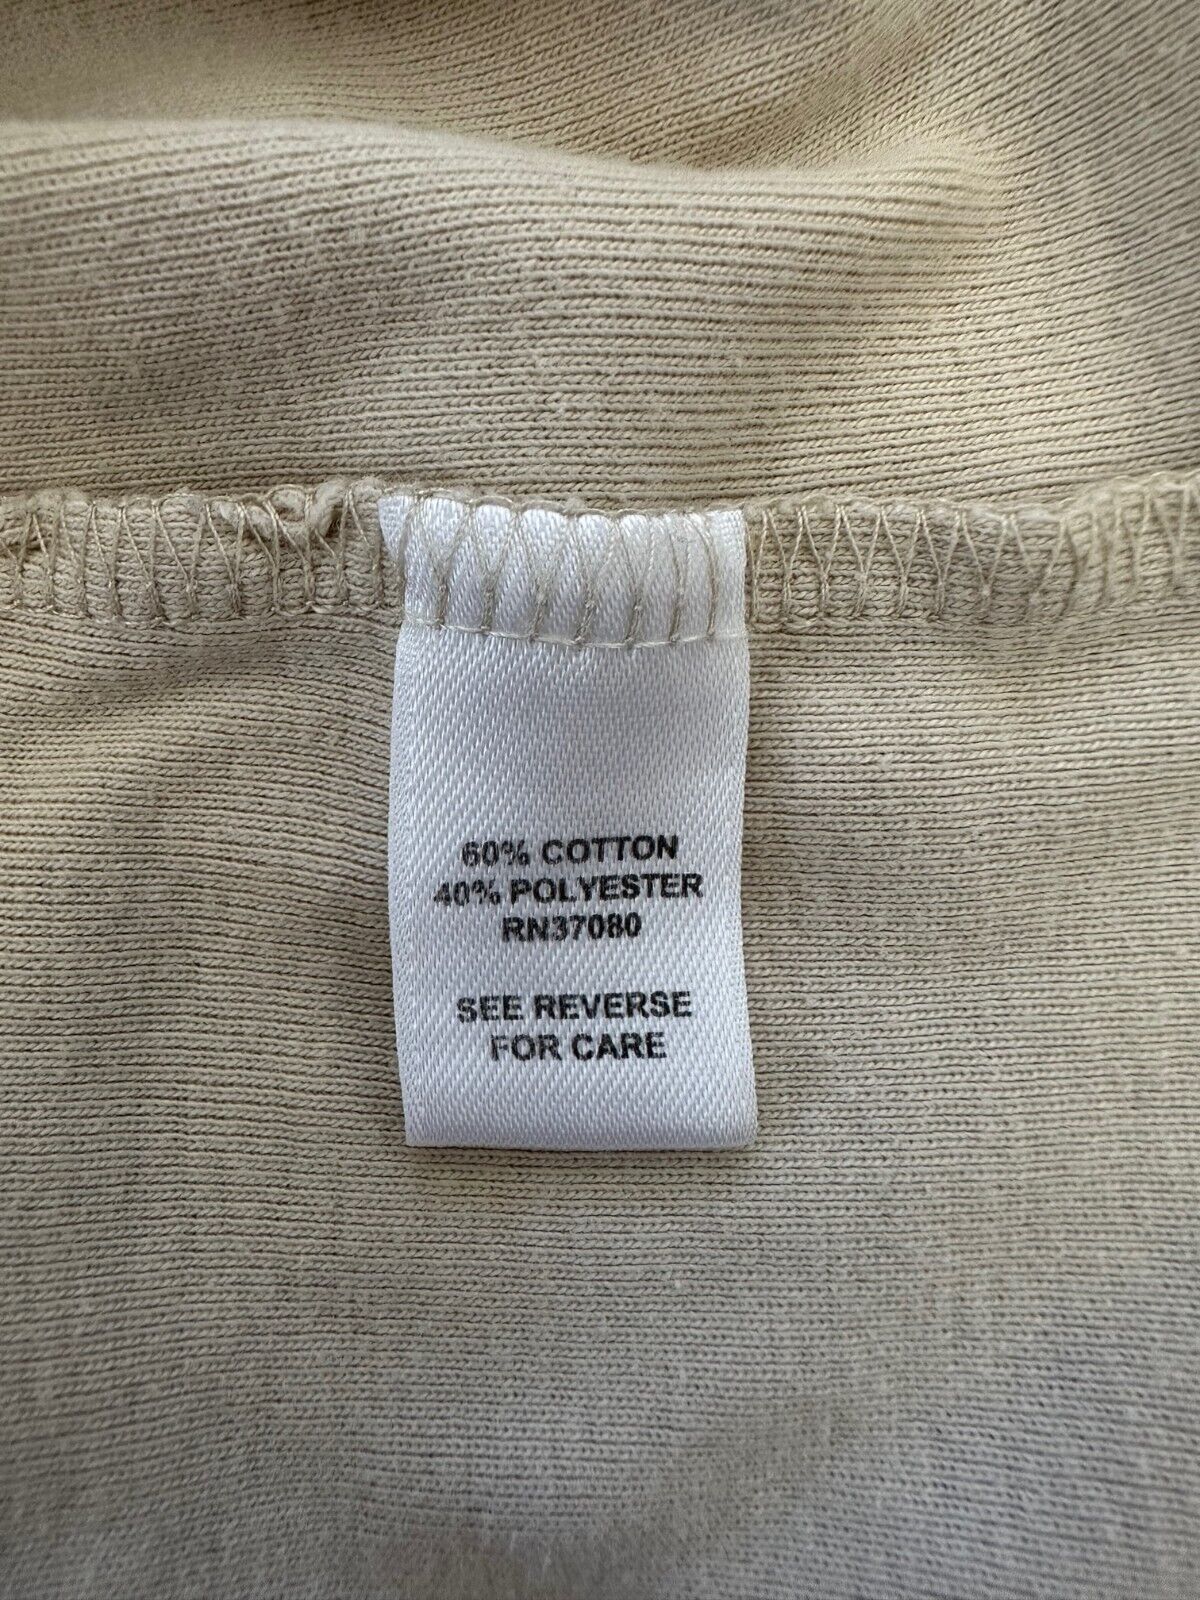 60% COTTON
40% POLYESTER
RN37080
SEE REVERSE
FOR CARE